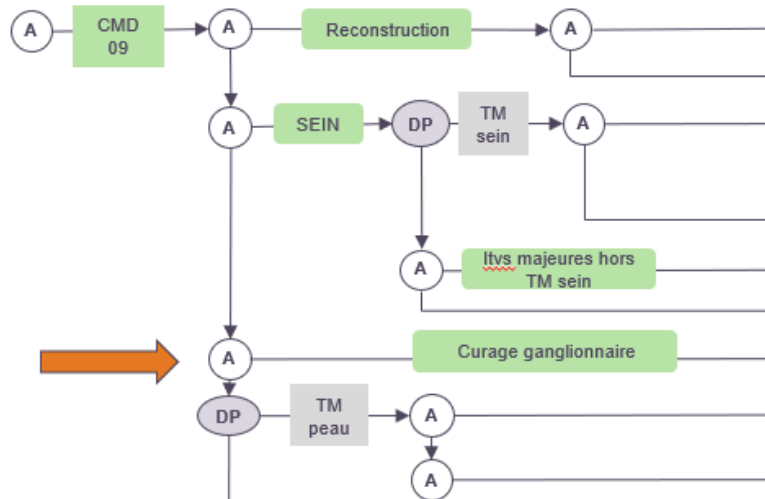 A
CMD
09
A
Reconstruction
A
A
SEIN
DP
TM
sein
A
A
Itvs majeures hors
TM sein
A
Curage ganglionnaire
DP
TM
peau
A
A